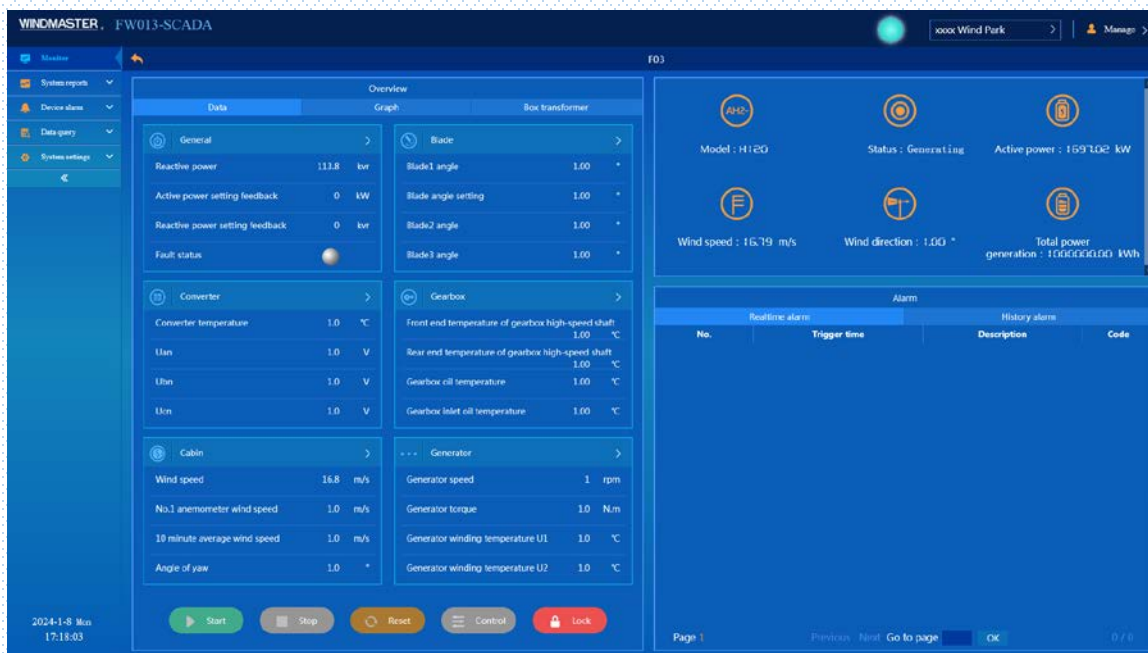 WINDMASTER. FW013-SCADA
xxxx Wind Park >
Manage >
Monitor
System reports
Device alarm
Data query
System settings
«
2024-1-8 Mon
17:18:03
F03
Overview
Data Graph Box transformer
General >
Reactive power 113.8 kvr
Active power setting feedback 0 kW
Reactive power setting feedback 0 kvr
Fault status
Blade >
Blade1 angle 1.00 °
Blade angle setting 1.00 °
Blade2 angle 1.00 °
Blade3 angle 1.00 °
Converter >
Converter temperature 1.0 ℃
Uan 1.0 V
Ubn 1.0 V
Ucn 1.0 V
Gearbox >
Front end temperature of gearbox high-speed shaft
1.00 ℃
Rear end temperature of gearbox high-speed shaft
1.00 ℃
Gearbox oil temperature 1.00 ℃
Gearbox inlet oil temperature 1.00 ℃
Cabin >
Wind speed 16.8 m/s
No.1 anemometer wind speed 1.0 m/s
10 minute average wind speed 1.0 m/s
Angle of yaw 1.0 °
Generator >
Generator speed 1 rpm
Generator torque 1.0 N.m
Generator winding temperature U1 1.0 ℃
Generator winding temperature U2 1.0 ℃
Start Stop Reset Control Lock
AH2-
Model : H120
Status : Generating
Active power : 1697.02 kW
F
Wind speed : 16.79 m/s
Wind direction : 1.00 °
Total power
generation : 1000000.00 kWh
Alarm
Realtime alarm History alarm
No. Trigger time Description Code
Page 1 Previous Next Go to page OK 0 / 0